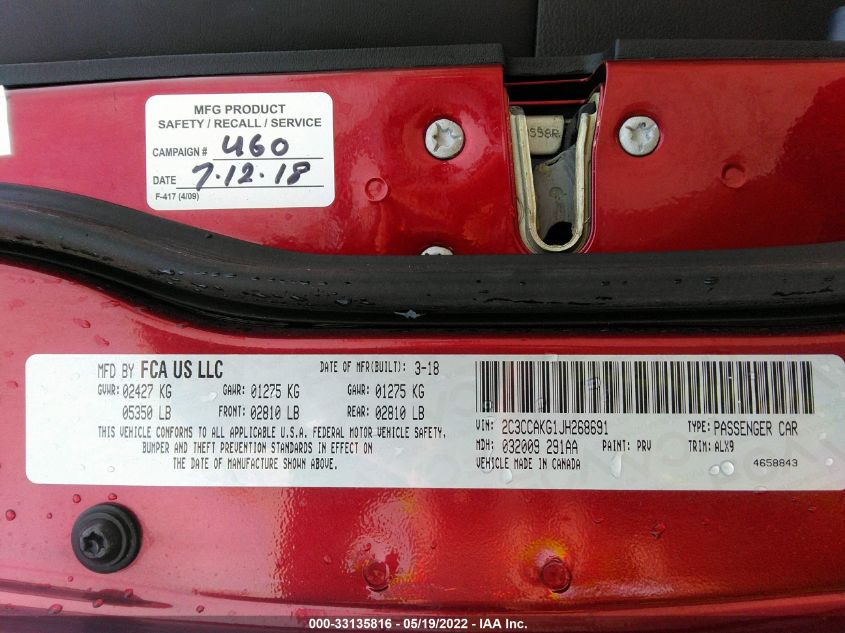 MFG PRODUCT
SAFETY / RECALL / SERVICE
CAMPAIGN # 460
DATE 7.12.18
F-417 (4/09)
598R
MFD BY FCA US LLC DATE OF MFR(BUILT): 3-18
GVWR: 02427 KG GAWR: 01275 KG GAWR: 01275 KG
05350 LB FRONT: 02810 LB REAR: 02810 LB
THIS VEHICLE CONFORMS TO ALL APPLICABLE U.S.A. FEDERAL MOTOR VEHICLE SAFETY,
BUMPER AND THEFT PREVENTION STANDARDS IN EFFECT ON
THE DATE OF MANUFACTURE SHOWN ABOVE.
VIN: 2C3CCAKG1JH268691 TYPE: PASSENGER CAR
MDH: 032009 291AA PAINT: PRV TRIM: ALX9
VEHICLE MADE IN CANADA 4658843
000-33135816 - 05/19/2022 - IAA Inc.